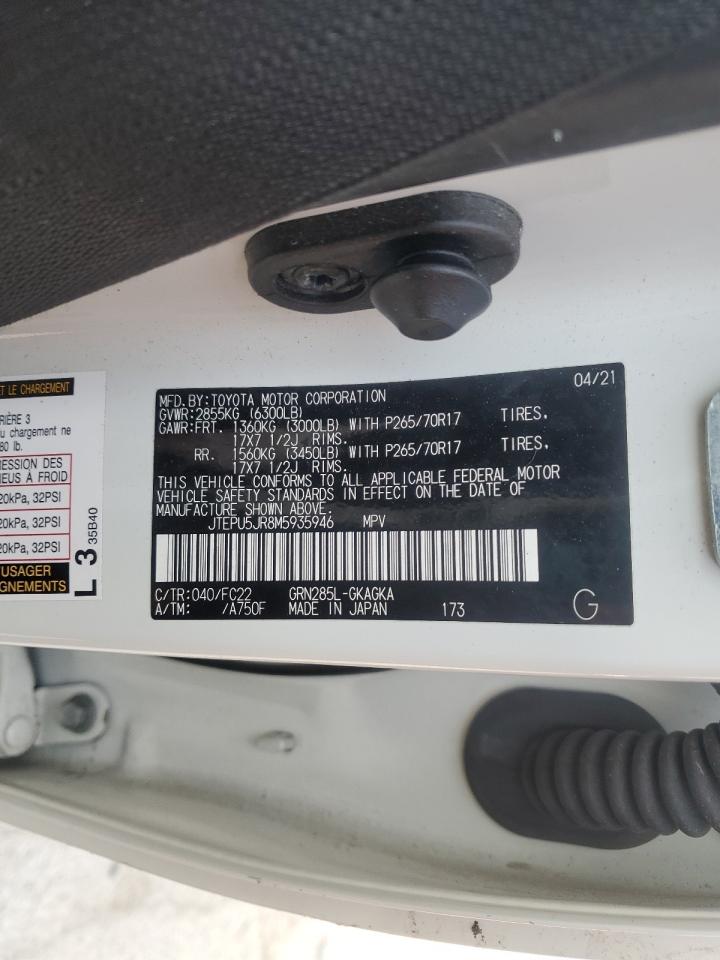 ET LE CHARGEMENT
RIÈRE 3
u chargement ne
80 lb.
RESSION DES
NEUS À FROID
20kPa, 32PSI
20kPa, 32PSI
20kPa, 32PSI
USAGER
GNEMENTS
L 3
35B40
04/21
MFD.BY:TOYOTA MOTOR CORPORATION
GVWR:2855KG (6300LB)
GAWR:FRT. 1360KG (3000LB) WITH P265/70R17 TIRES,
17X7 1/2J RIMS.
RR. 1560KG (3450LB) WITH P265/70R17 TIRES,
17X7 1/2J RIMS.
THIS VEHICLE CONFORMS TO ALL APPLICABLE FEDERAL MOTOR
VEHICLE SAFETY STANDARDS IN EFFECT ON THE DATE OF
MANUFACTURE SHOWN ABOVE.
JTEPU5JR8M5935946 MPV
C/TR:040/FC22 GRN285L-GKAGKA
A/TM: /A750F MADE IN JAPAN 173 G